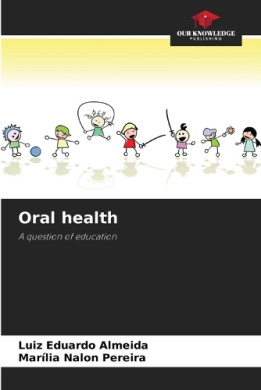 OUR KNOWLEDGE
PUBLISHING
Oral health
A question of education
Luiz Eduardo Almeida
Marília Nalon Pereira